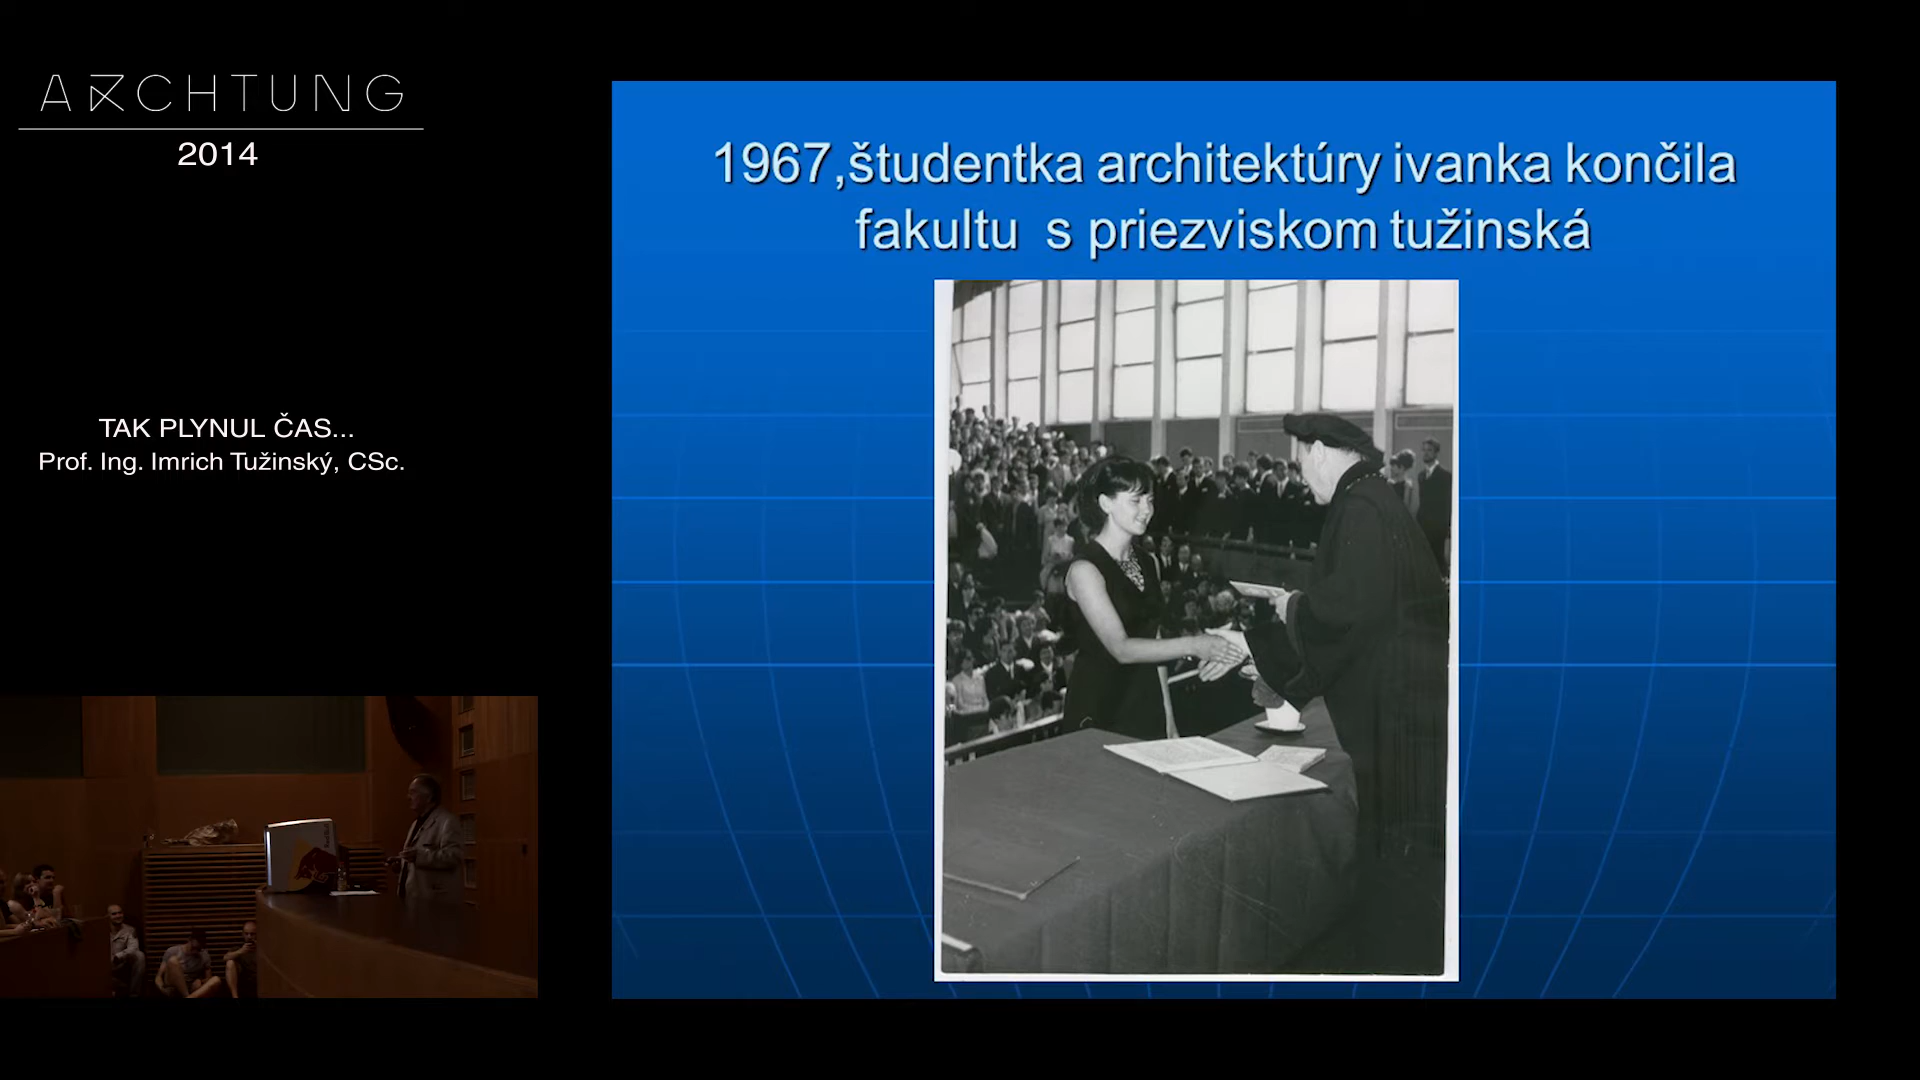 ARCHTUNG
2014
TAK PLYNUL ČAS...
Prof. Ing. Imrich Tužinský, CSc.
1967,študentka architektúry ivanka končila
fakultu s priezviskom tužinská